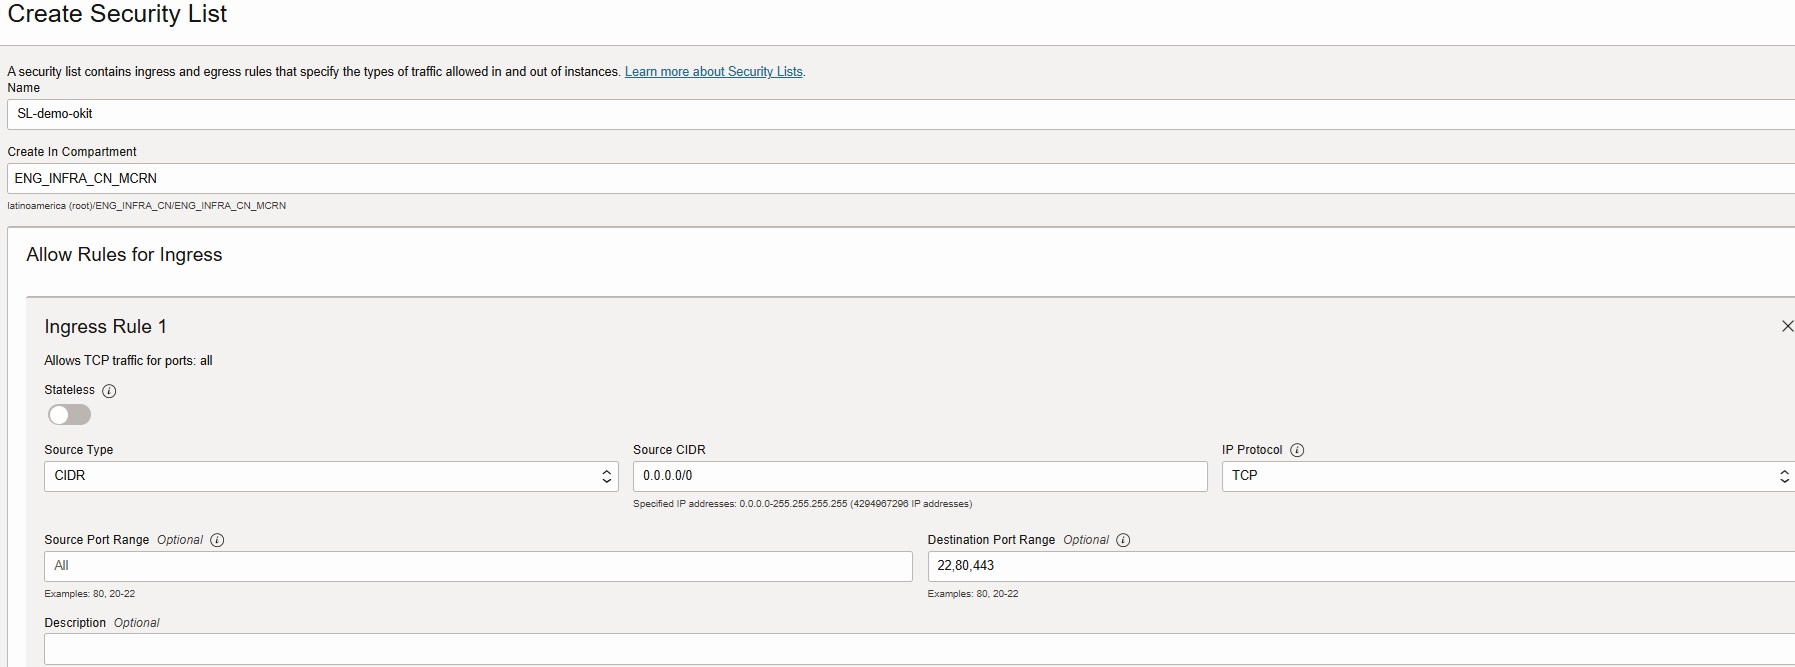 Create Security List
A security list contains ingress and egress rules that specify the types of traffic allowed in and out of instances. Learn more about Security Lists.
Name
SL-demo-okit
Create In Compartment
ENG_INFRA_CN_MCRN
latinoamerica (root)/ENG_INFRA_CN/ENG_INFRA_CN_MCRN
Allow Rules for Ingress
Ingress Rule 1
Allows TCP traffic for ports: all
Stateless
Source Type
Source CIDR
IP Protocol
CIDR
0.0.0.0/0
TCP
Specified IP addresses: 0.0.0.0-255.255.255.255 (4294967296 IP addresses)
Source Port Range Optional
Destination Port Range Optional
All
22,80,443
Examples: 80, 20-22
Examples: 80, 20-22
Description Optional